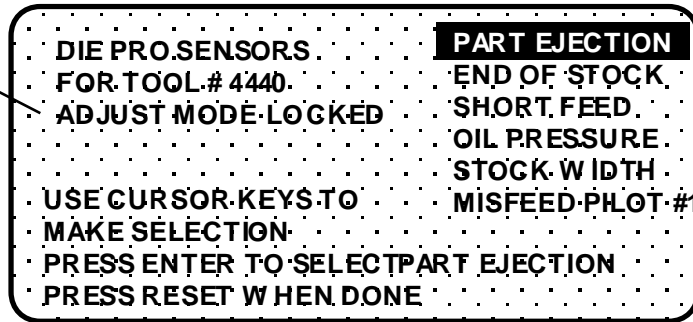 DIE PRO.SENSORS
FOR TOOL # 4440
ADJUST MODE LOCKED
USE CURSOR KEYS TO
MAKE SELECTION
PRESS ENTER TO SELECT PART EJECTION
PRESS RESET WHEN DONE
PART EJECTION
END OF STOCK
SHORT FEED
OIL PRESSURE
STOCK WIDTH
MISFEED PILOT #1